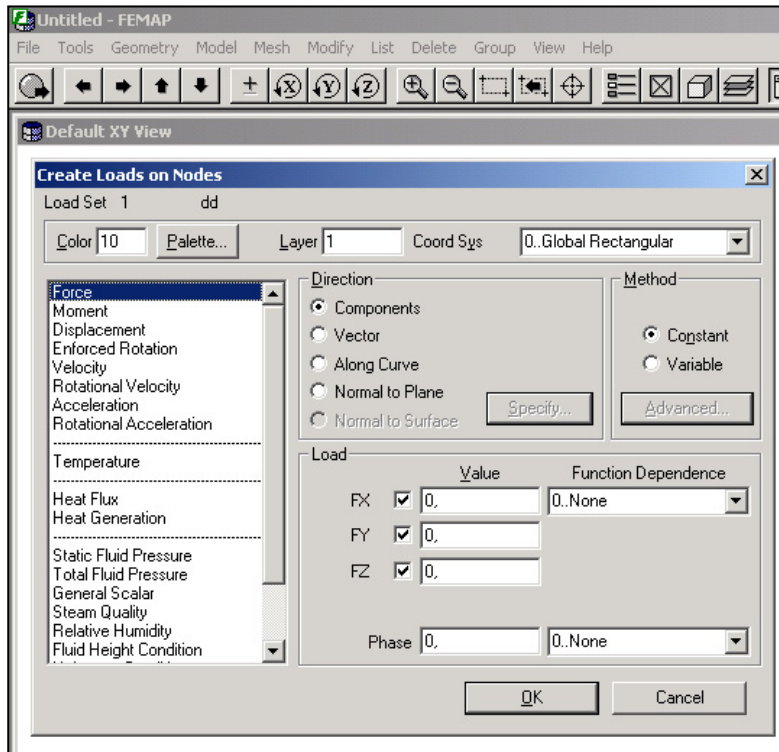 Untitled - FEMAP
File Tools Geometry Model Mesh Modify List Delete Group View Help
± X Y Z
Default XY View
Create Loads on Nodes
Load Set 1 dd
Color 10 Palette... Layer 1 Coord Sys 0..Global Rectangular
Force
Moment
Displacement
Enforced Rotation
Velocity
Rotational Velocity
Acceleration
Rotational Acceleration
Temperature
Heat Flux
Heat Generation
Static Fluid Pressure
Total Fluid Pressure
General Scalar
Steam Quality
Relative Humidity
Fluid Height Condition
Direction
Components
Vector
Along Curve
Normal to Plane
Normal to Surface
Specify...
Method
Constant
Variable
Advanced...
Load
Value Function Dependence
FX 0, 0..None
FY 0,
FZ 0,
Phase 0, 0..None
OK Cancel